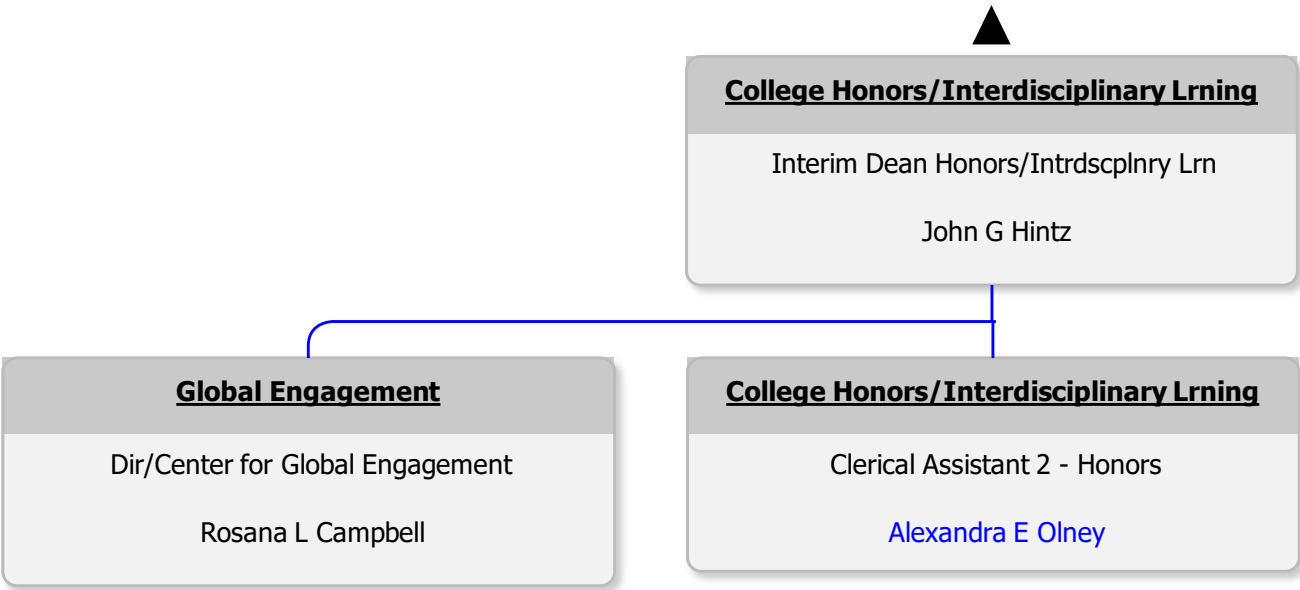 College Honors/Interdisciplinary Lrning
Interim Dean Honors/Intrdscplnry Lrn
John G Hintz
Global Engagement
Dir/Center for Global Engagement
Rosana L Campbell
College Honors/Interdisciplinary Lrning
Clerical Assistant 2 - Honors
Alexandra E Olney